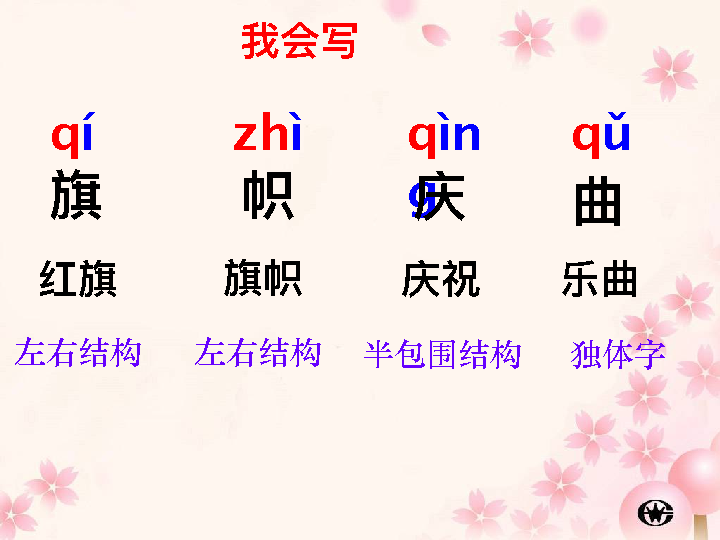 我会写
qí zhì qìng qǔ
旗 帜 庆 曲
红旗 旗帜 庆祝 乐曲
左右结构 左右结构 半包围结构 独体字